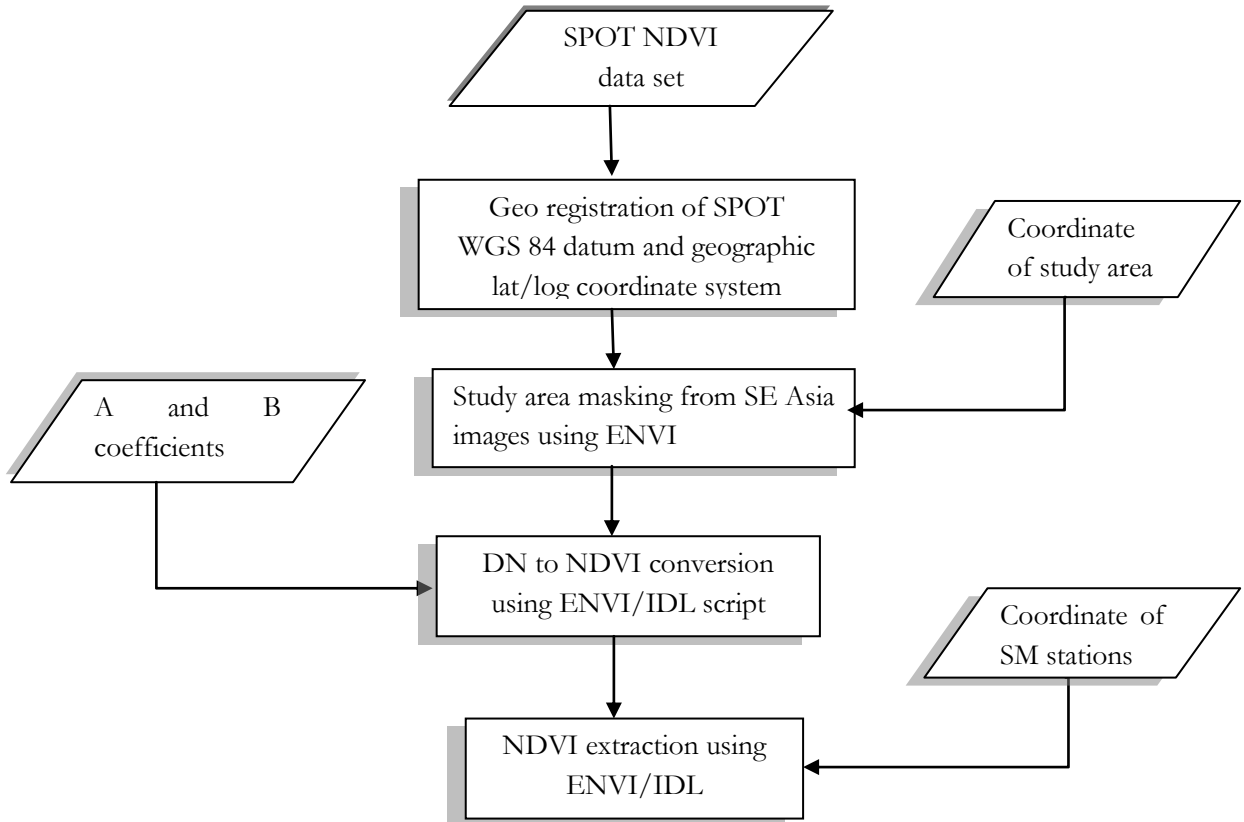 SPOT NDVI
data set
Geo registration of SPOT
WGS 84 datum and geographic
lat/log coordinate system
Coordinate
of study area
Study area masking from SE Asia
images using ENVI
A and B
coefficients
DN to NDVI conversion
using ENVI/IDL script
Coordinate of
SM stations
NDVI extraction using
ENVI/IDL